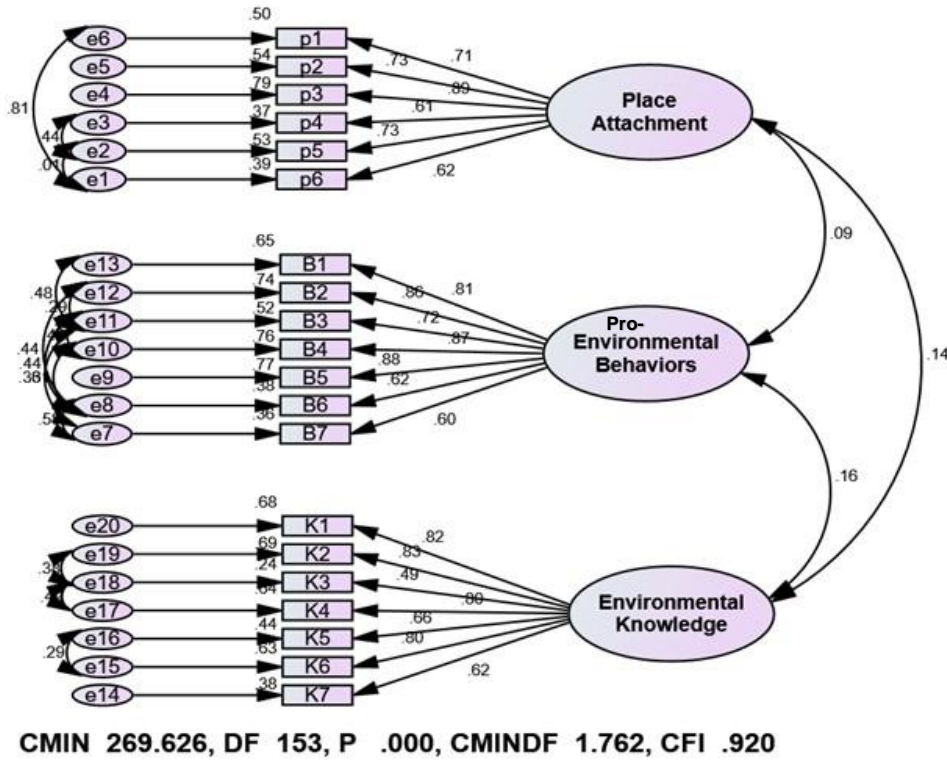 .50
e6 p1 .71
.54 .73
e5 p2
.79 .89
e4 p3 Place
.81 .37 .61 Attachment
e3 p4
.44 .53 .73
e2 p5
.01 .39
e1 p6 .62
.09
.65
e13 B1 .81
.74 .86
.48 e12 B2
.29 .52 .72
e11 B3 Pro-
.76 .87 Environmental
.44 e10 B4 .14
.44 .77 .88 Behaviors
e9 B5
.38 .62
e8 B6
.36
e7 B7 .60
.16
.68
e20 K1 .82
.69 .83
e19 K2
.24 .49
e18 K3
.64 .80 Environmental
e17 K4 Knowledge
.44 .66
e16 K5
.29 .63 .80
e15 K6
.38 .62
e14 K7
CMIN 269.626, DF 153, P .000, CMINDF 1.762, CFI .920